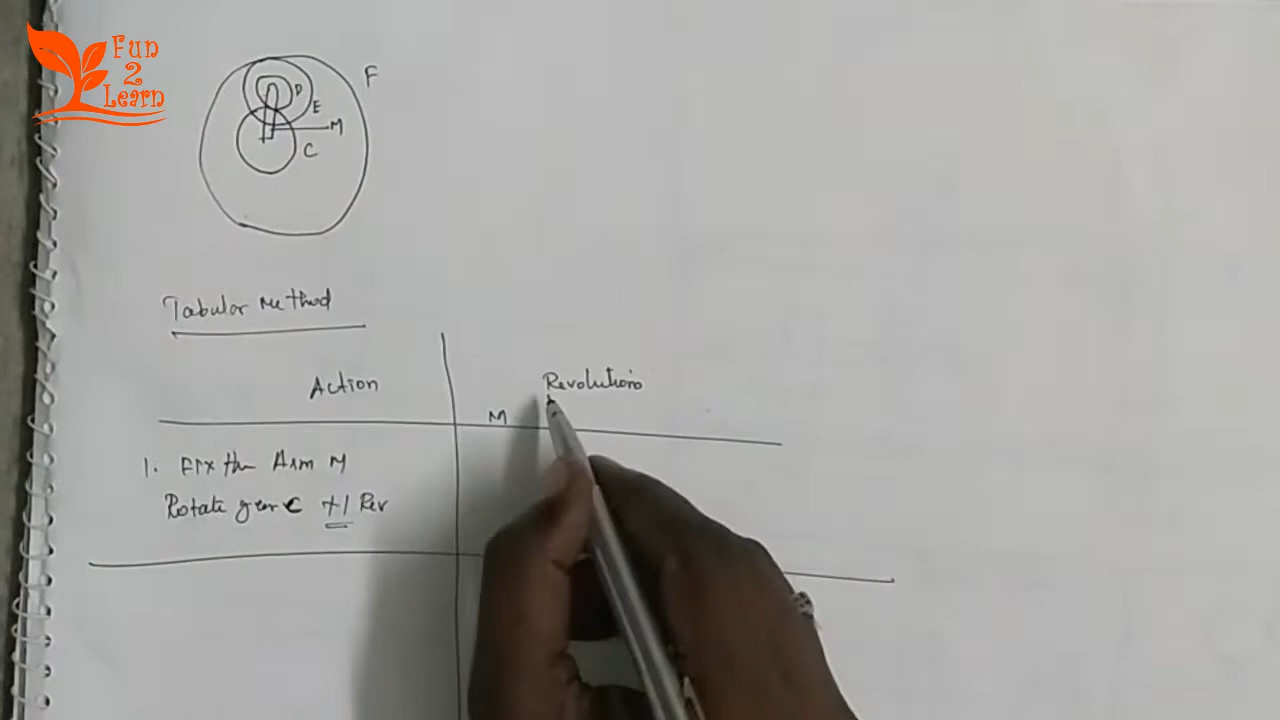 Fun
2
Learn
F
D
E
M
C
Tabular Method
Action
Revolutions
M
1. Fix the Arm M
Rotate gear C +1 Rev